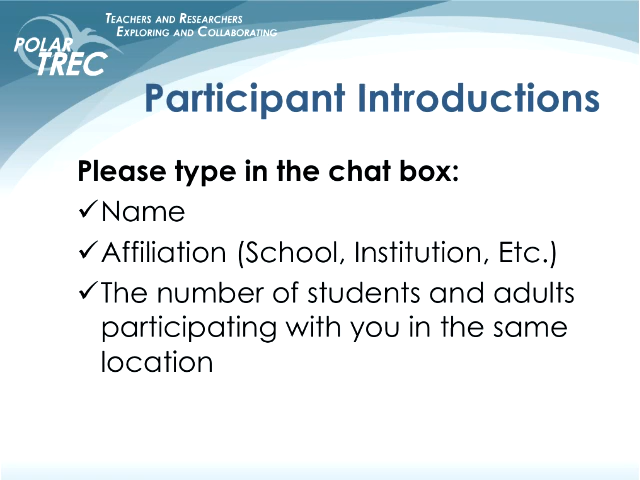 Teachers and Researchers
Exploring and Collaborating
POLAR
TREC
Participant Introductions
Please type in the chat box:
✓Name
✓Affiliation (School, Institution, Etc.)
✓The number of students and adults
participating with you in the same
location